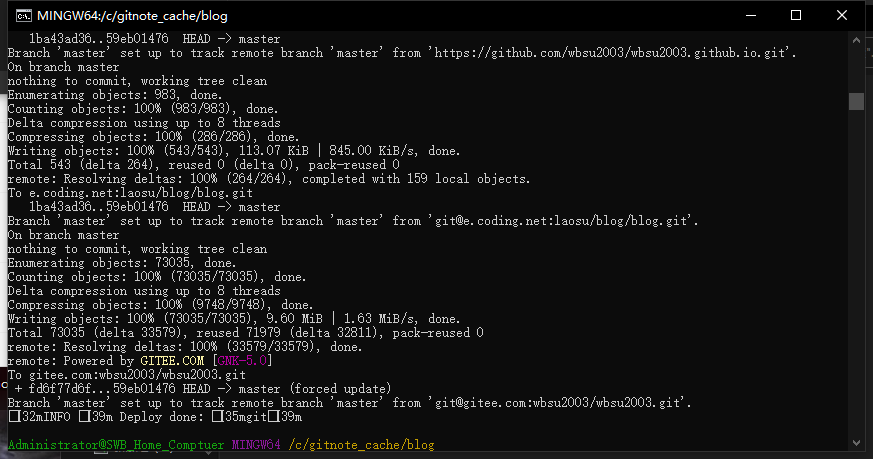 MINGW64:/c/gitnote_cache/blog
1ba43ad36..59eb01476 HEAD -> master
Branch 'master' set up to track remote branch 'master' from 'https://github.com/wbsu2003/wbsu2003.github.io.git'.
On branch master
nothing to commit, working tree clean
Enumerating objects: 983, done.
Counting objects: 100% (983/983), done.
Delta compression using up to 8 threads
Compressing objects: 100% (286/286), done.
Writing objects: 100% (543/543), 113.07 KiB | 845.00 KiB/s, done.
Total 543 (delta 264), reused 0 (delta 0), pack-reused 0
remote: Resolving deltas: 100% (264/264), completed with 159 local objects.
To e.coding.net:laosu/blog/blog.git
1ba43ad36..59eb01476 HEAD -> master
Branch 'master' set up to track remote branch 'master' from 'git@e.coding.net:laosu/blog/blog.git'.
On branch master
nothing to commit, working tree clean
Enumerating objects: 73035, done.
Counting objects: 100% (73035/73035), done.
Delta compression using up to 8 threads
Compressing objects: 100% (9748/9748), done.
Writing objects: 100% (73035/73035), 9.60 MiB | 1.63 MiB/s, done.
Total 73035 (delta 33579), reused 71979 (delta 32811), pack-reused 0
remote: Resolving deltas: 100% (33579/33579), done.
remote: Powered by GITEE.COM [GNK-5.0]
To gitee.com:wbsu2003/wbsu2003.git
+ fd6f77d6f...59eb01476 HEAD -> master (forced update)
Branch 'master' set up to track remote branch 'master' from 'git@gitee.com:wbsu2003/wbsu2003.git'.
[32mINFO [39m Deploy done: [35mgit[39m
Administrator@SWB_Home_Comptuer MINGW64 /c/gitnote_cache/blog